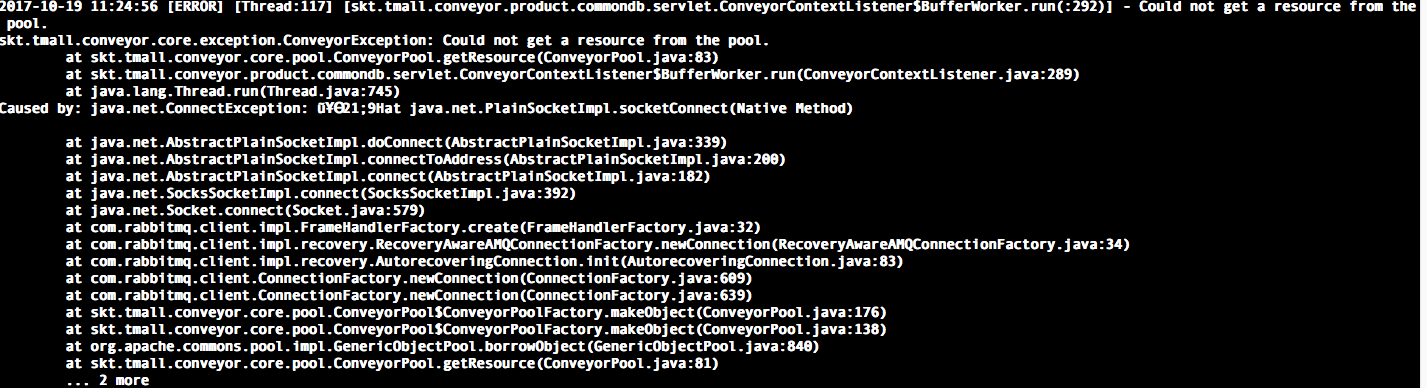 2017-10-19 11:24:56 [ERROR] [Thread:117] [skt.tmall.conveyor.product.commondb.servlet.ConveyorContextListener$BufferWorker.run(:292)] - Could not get a resource from the
pool.
skt.tmall.conveyor.core.exception.ConveyorException: Could not get a resource from the pool.
at skt.tmall.conveyor.core.pool.ConveyorPool.getResource(ConveyorPool.java:83)
at skt.tmall.conveyor.product.commondb.servlet.ConveyorContextListener$BufferWorker.run(ConveyorContextListener.java:289)
at java.lang.Thread.run(Thread.java:745)
Caused by: java.net.ConnectException: at java.net.PlainSocketImpl.socketConnect(Native Method)
at java.net.AbstractPlainSocketImpl.doConnect(AbstractPlainSocketImpl.java:339)
at java.net.AbstractPlainSocketImpl.connectToAddress(AbstractPlainSocketImpl.java:200)
at java.net.AbstractPlainSocketImpl.connect(AbstractPlainSocketImpl.java:182)
at java.net.SocksSocketImpl.connect(SocksSocketImpl.java:392)
at java.net.Socket.connect(Socket.java:579)
at com.rabbitmq.client.impl.FrameHandlerFactory.create(FrameHandlerFactory.java:32)
at com.rabbitmq.client.impl.recovery.RecoveryAwareAMQConnectionFactory.newConnection(RecoveryAwareAMQConnectionFactory.java:34)
at com.rabbitmq.client.impl.recovery.AutorecoveringConnection.init(AutorecoveringConnection.java:83)
at com.rabbitmq.client.ConnectionFactory.newConnection(ConnectionFactory.java:609)
at com.rabbitmq.client.ConnectionFactory.newConnection(ConnectionFactory.java:639)
at skt.tmall.conveyor.core.pool.ConveyorPool$ConveyorPoolFactory.makeObject(ConveyorPool.java:176)
at skt.tmall.conveyor.core.pool.ConveyorPool$ConveyorPoolFactory.makeObject(ConveyorPool.java:138)
at org.apache.commons.pool.impl.GenericObjectPool.borrowObject(GenericObjectPool.java:840)
at skt.tmall.conveyor.core.pool.ConveyorPool.getResource(ConveyorPool.java:81)
... 2 more